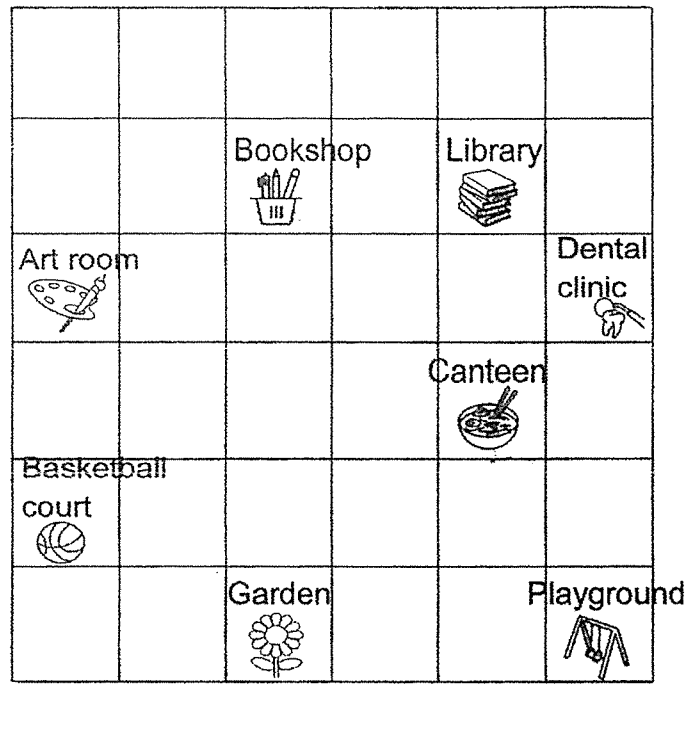 Bookshop
Library
Art room
Dental
clinic
Canteen
Basketball
court
Garden
Playground